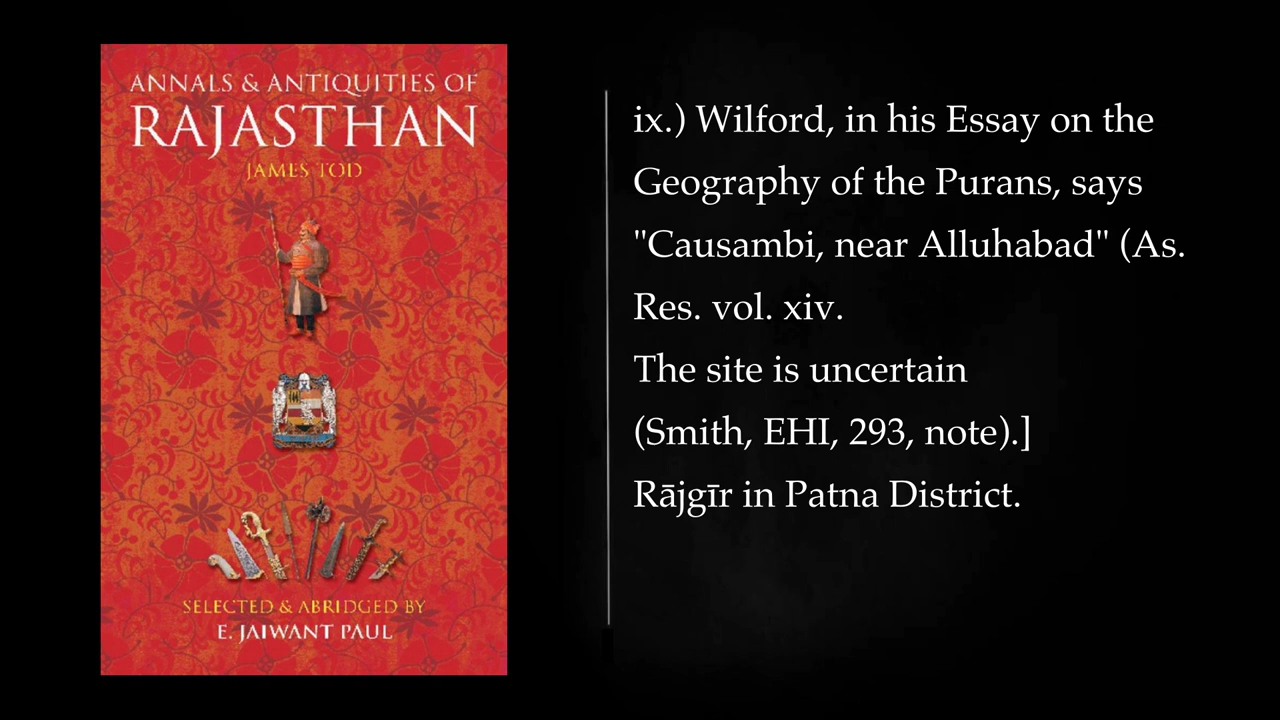 ANNALS & ANTIQUITIES OF
RAJASTHAN
JAMES TOD
SELECTED & ABRIDGED BY
E. JAIWANT PAUL
ix.) Wilford, in his Essay on the
Geography of the Purans, says
"Causambi, near Alluhabad" (As.
Res. vol. xiv.
The site is uncertain
(Smith, EHI, 293, note).]
Rājgīr in Patna District.